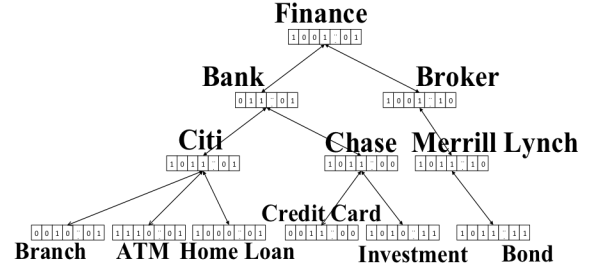 Finance
1 0 0 1 ·· 0 1
Bank Broker
0 1 1 ·· 0 1 1 0 0 1 ·· 1 0
Citi Chase Merrill Lynch
1 0 1 1 ·· 0 1 1 0 1 1 ·· 0 0 1 0 1 1 ·· 1 0
Credit Card
0 0 1 0 ·· 0 1 1 1 1 0 ·· 0 1 1 0 0 0 ·· 0 1 0 0 1 1 ·· 0 0 1 0 1 0 ·· 1 1 1 0 1 1 ·· 1 1
Branch ATM Home Loan Investment Bond